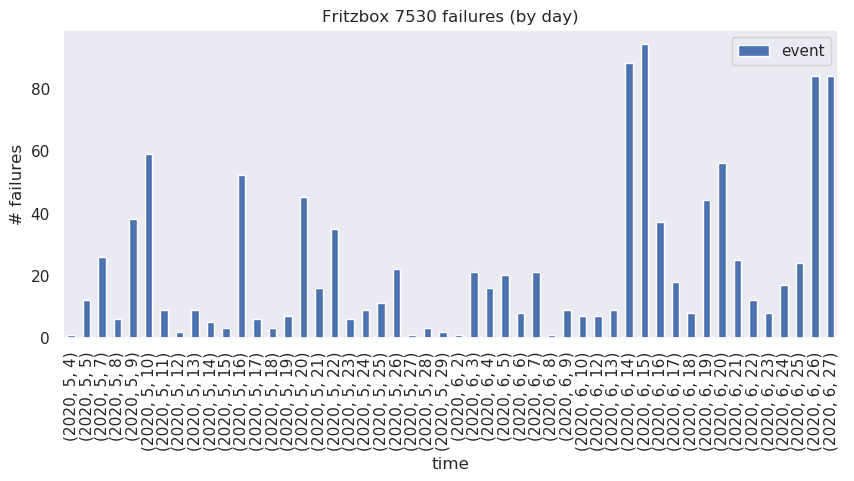 Fritzbox 7530 failures (by day)
event
# failures
80
60
40
20
0
(2020, 5, 4)
(2020, 5, 5)
(2020, 5, 7)
(2020, 5, 8)
(2020, 5, 9)
(2020, 5, 10)
(2020, 5, 11)
(2020, 5, 12)
(2020, 5, 13)
(2020, 5, 14)
(2020, 5, 15)
(2020, 5, 16)
(2020, 5, 17)
(2020, 5, 18)
(2020, 5, 19)
(2020, 5, 20)
(2020, 5, 21)
(2020, 5, 22)
(2020, 5, 23)
(2020, 5, 24)
(2020, 5, 25)
(2020, 5, 26)
(2020, 5, 27)
(2020, 5, 28)
(2020, 5, 29)
(2020, 6, 2)
(2020, 6, 3)
(2020, 6, 4)
(2020, 6, 5)
(2020, 6, 6)
(2020, 6, 7)
(2020, 6, 8)
(2020, 6, 9)
(2020, 6, 10)
(2020, 6, 12)
(2020, 6, 13)
(2020, 6, 14)
(2020, 6, 15)
(2020, 6, 16)
(2020, 6, 17)
(2020, 6, 18)
(2020, 6, 19)
(2020, 6, 20)
(2020, 6, 21)
(2020, 6, 22)
(2020, 6, 23)
(2020, 6, 24)
(2020, 6, 25)
(2020, 6, 26)
(2020, 6, 27)
time